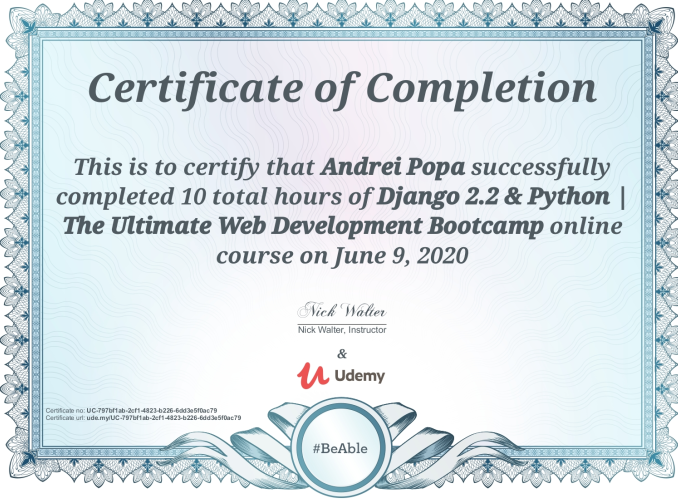 Certificate of Completion
This is to certify that Andrei Popa successfully
completed 10 total hours of Django 2.2 & Python |
The Ultimate Web Development Bootcamp online
course on June 9, 2020
Nick Walter
Nick Walter, Instructor
&
Udemy
Certificate no: UC-797bf1ab-2cf1-4823-b226-6dd3e5f0ac79
Certificate url: ude.my/UC-797bf1ab-2cf1-4823-b226-6dd3e5f0ac79
#BeAble